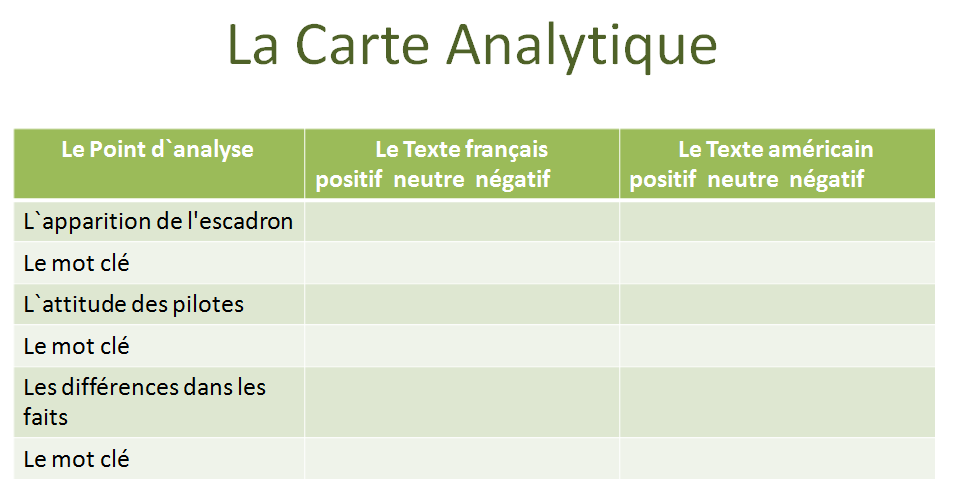 La Carte Analytique
Le Point d`analyse
Le Texte français
positif neutre négatif
Le Texte américain
positif neutre négatif
L`apparition de l'escadron
Le mot clé
L`attitude des pilotes
Le mot clé
Les différences dans les
faits
Le mot clé